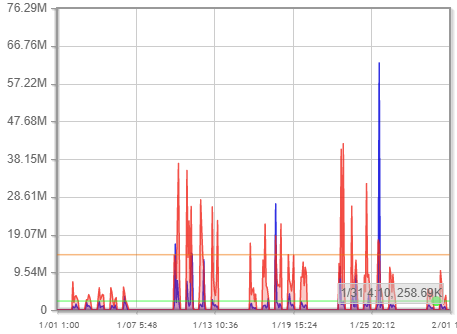 76.29M
66.76M
57.22M
47.68M
38.15M
28.61M
19.07M
9.54M
0
1/31 4:10, 258.69K
1/01 1:00 1/07 5:48 1/13 10:36 1/19 15:24 1/25 20:12 2/01 1: